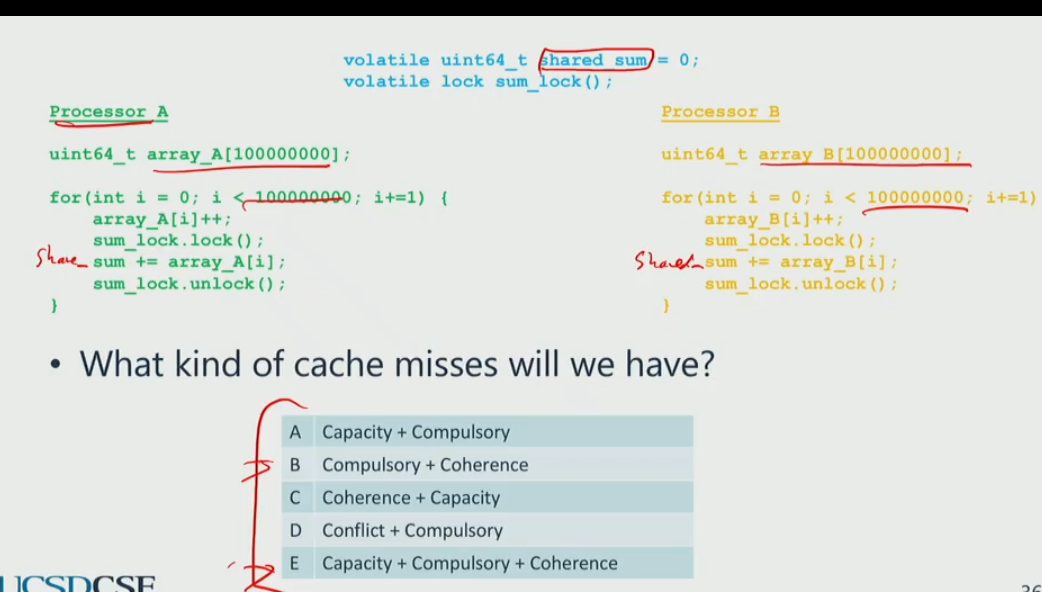 volatile uint64_t shared sum = 0;
volatile lock sum_lock();
Processor A
uint64_t array_A[100000000];
for(int i = 0; i < 100000000; i+=1) {
array_A[i]++;
sum_lock.lock();
Share sum += array_A[i];
sum_lock.unlock();
}
Processor B
uint64_t array B[100000000];
for(int i = 0; i < 100000000; i+=1)
array_B[i]++;
sum_lock.lock();
Shared sum += array_B[i];
sum_lock.unlock();
}
• What kind of cache misses will we have?
A Capacity + Compulsory
B Compulsory + Coherence
C Coherence + Capacity
D Conflict + Compulsory
E Capacity + Compulsory + Coherence
UCSDCSE
36